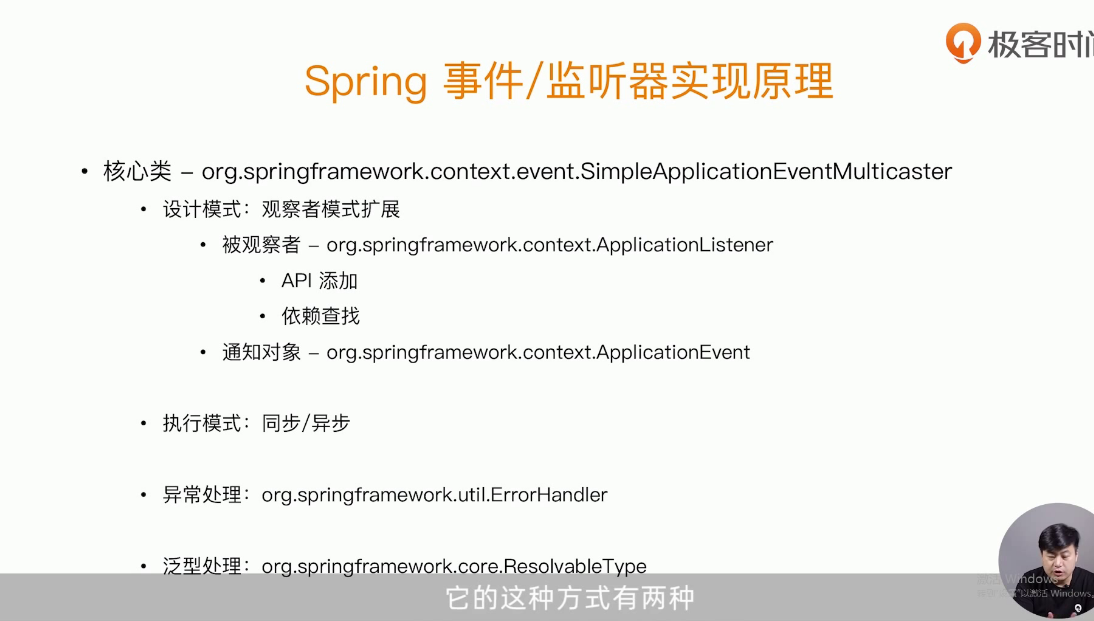 极客时间
Spring 事件/监听器实现原理
• 核心类 – org.springframework.context.event.SimpleApplicationEventMulticaster
• 设计模式：观察者模式扩展
• 被观察者 – org.springframework.context.ApplicationListener
• API 添加
• 依赖查找
• 通知对象 – org.springframework.context.ApplicationEvent
• 执行模式：同步/异步
• 异常处理：org.springframework.util.ErrorHandler
• 泛型处理：org.springframework.core.ResolvableType
它的这种方式有两种
激活 Windows
以激活 Windows